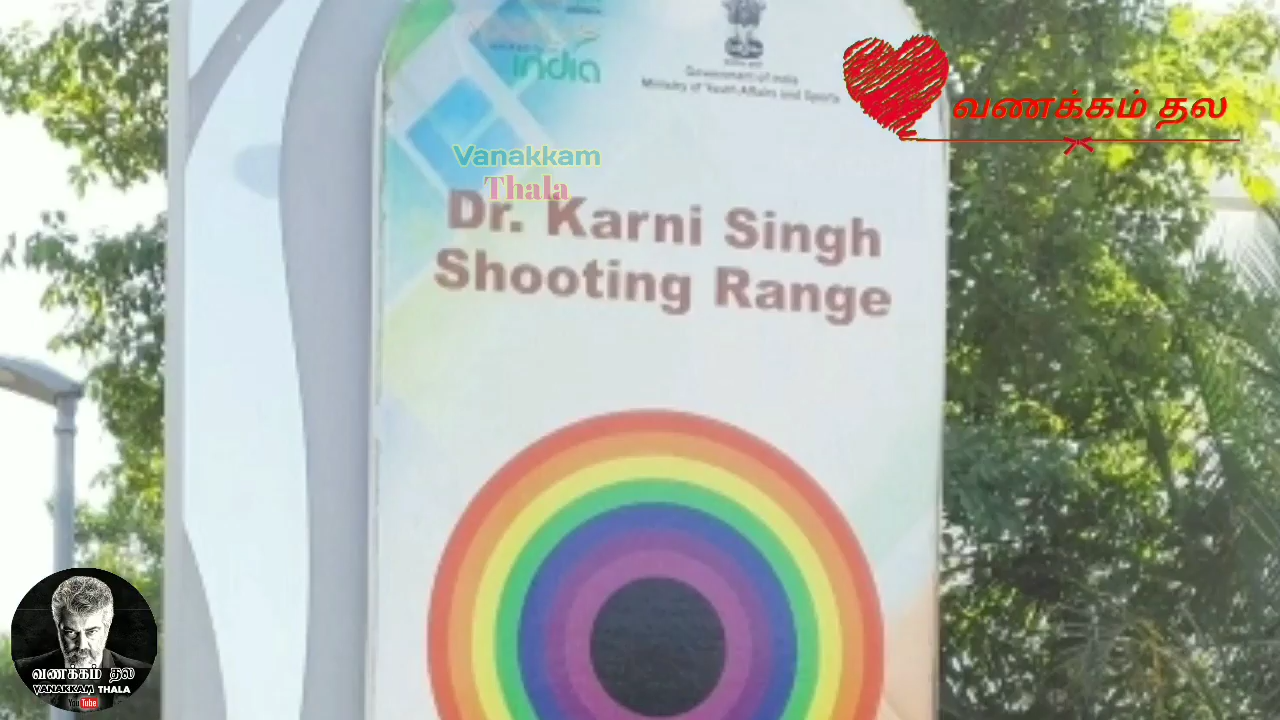 india
Government of India
Ministry of Youth Affairs and Sports
வணக்கம் தல
Vanakkam
Thala
Dr. Karni Singh
Shooting Range
வணக்கம் தல
VANAKKAM THALA
YouTube